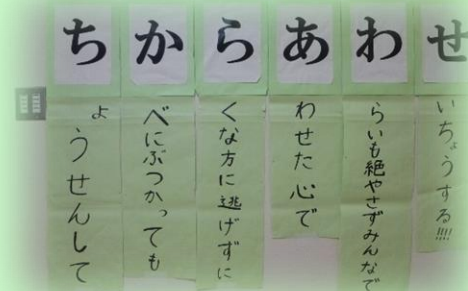 ちょうせんして
かべにぶつかっても
らくな方に逃げずに
あわせた心で
わらいも絶やさずみんなで
せいちょうする!!!!